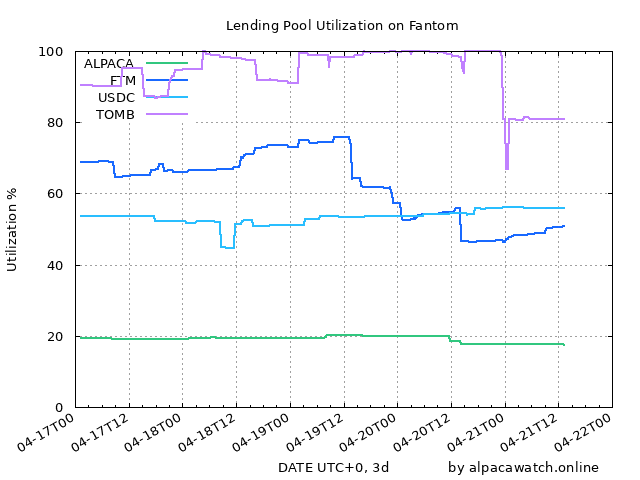 Lending Pool Utilization on Fantom
100
80
60
40
20
0
Utilization %
ALPACA
FTM
USDC
TOMB
04-17T00
04-17T12
04-18T00
04-18T12
04-19T00
04-19T12
04-20T00
04-20T12
04-21T00
04-21T12
04-22T00
DATE UTC+0, 3d
by alpacawatch.online